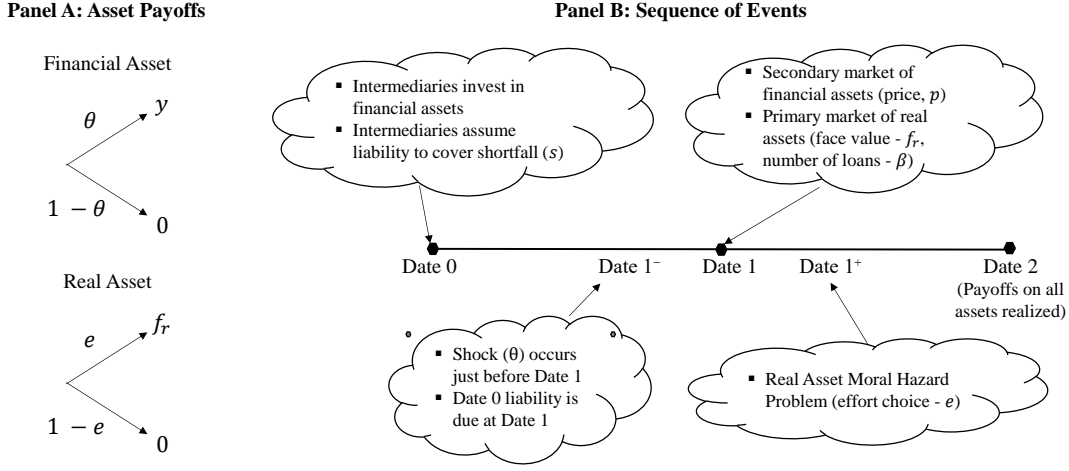 Panel A: Asset Payoffs
Financial Asset
θ
y
1 − θ
0
Real Asset
e
f_r
1 − e
0
Panel B: Sequence of Events
▪ Intermediaries invest in
financial assets
▪ Intermediaries assume
liability to cover shortfall (s)
▪ Secondary market of
financial assets (price, p)
▪ Primary market of real
assets (face value - f_r,
number of loans - β)
Date 0
Date 1⁻
Date 1
Date 1⁺
Date 2
(Payoffs on all
assets realized)
▪ Shock (θ) occurs
just before Date 1
▪ Date 0 liability is
due at Date 1
▪ Real Asset Moral Hazard
Problem (effort choice - e)